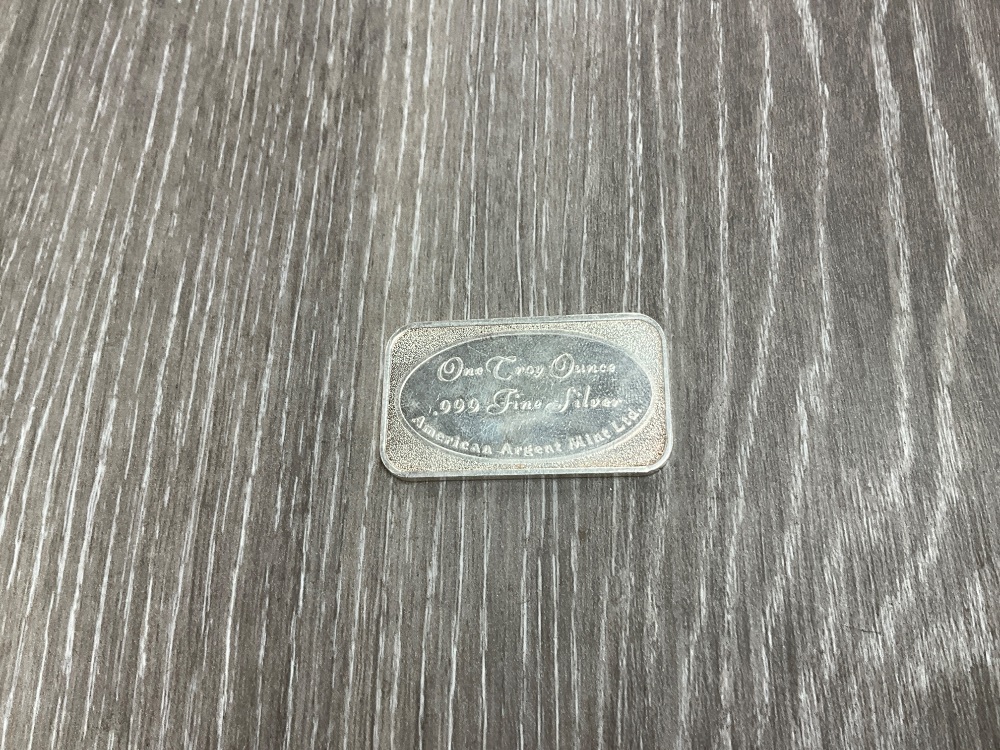 One Troy Ounce
.999 Fine Silver
American Argent Mint Ltd.